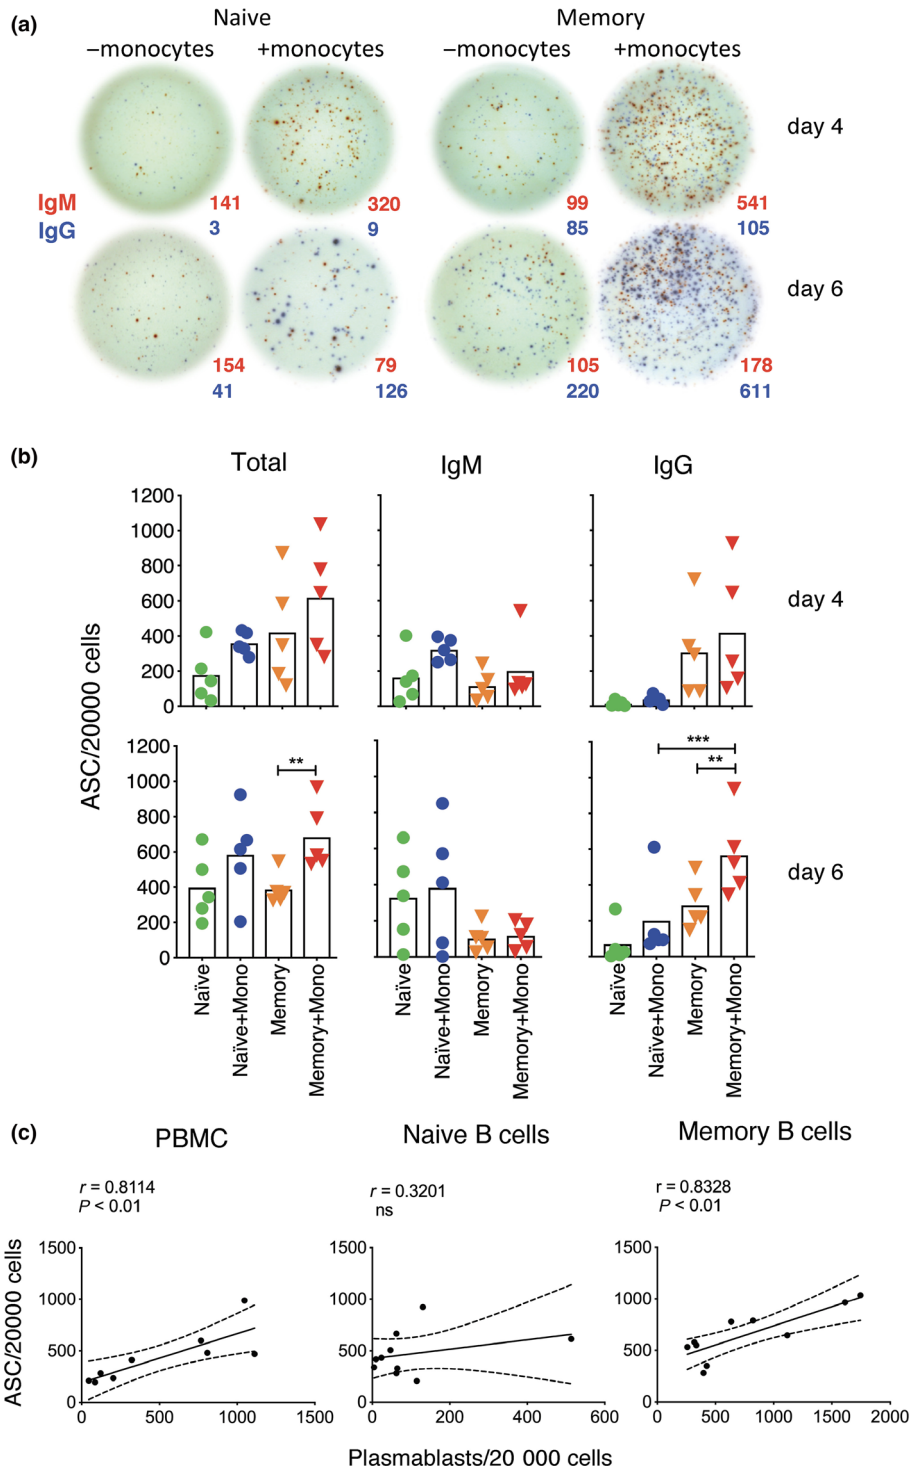 (a)
Naive Memory
–monocytes +monocytes –monocytes +monocytes
day 4
IgM 141 320 99 541
IgG 3 9 85 105
day 6
154 79 105 178
41 126 220 611
(b)
Total IgM IgG
ASC/20000 cells
1200
1000
800
600
400
200
0
day 4
1200
1000
800
600
400
200
0
**
***
**
day 6
Naïve Naïve+Mono Memory Memory+Mono
Naïve Naïve+Mono Memory Memory+Mono
Naïve Naïve+Mono Memory Memory+Mono
(c)
PBMC Naive B cells Memory B cells
r = 0.8114 r = 0.3201 r = 0.8328
P < 0.01 ns P < 0.01
ASC/20000 cells
1500 1500 1500
1000 1000 1000
500 500 500
0 0 0
0 500 1000 1500 0 200 400 600 0 500 1000 1500 2000
Plasmablasts/20 000 cells